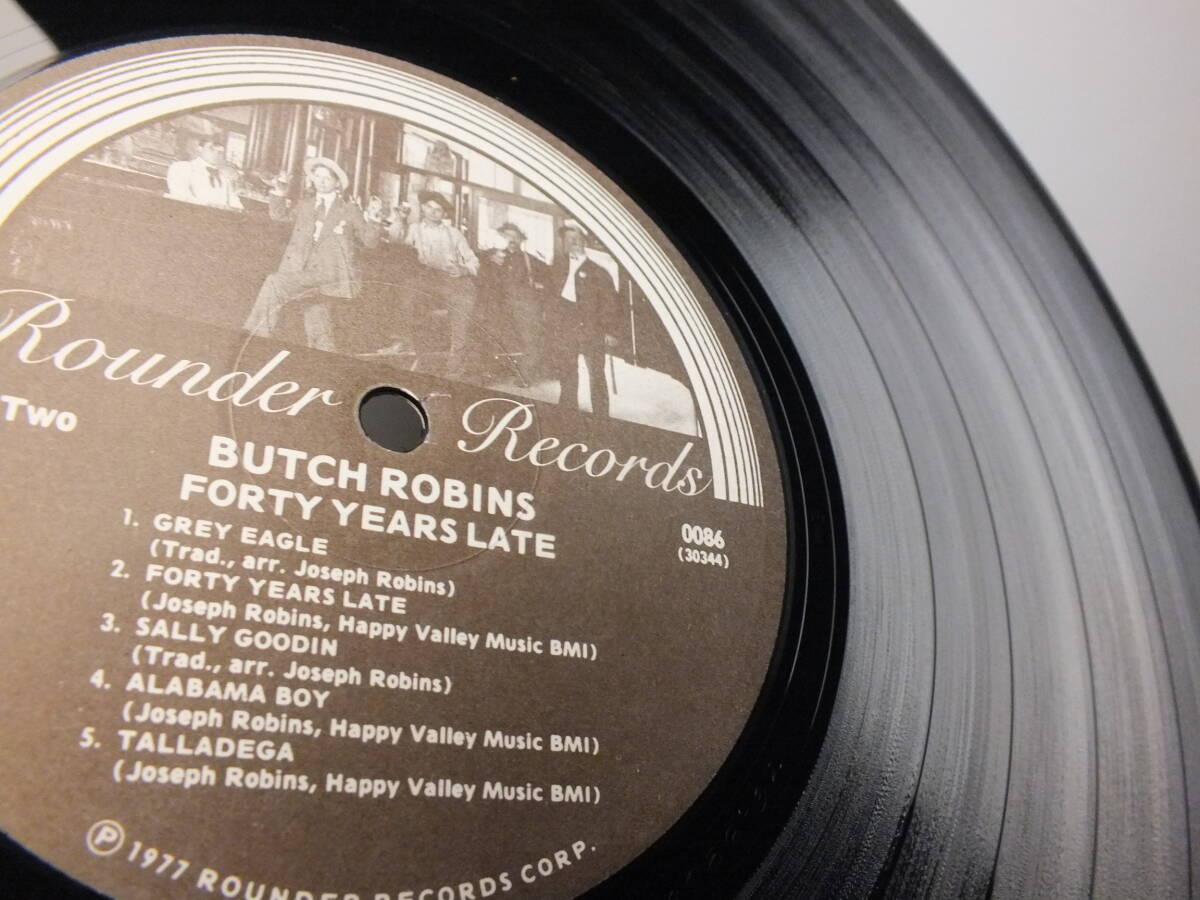 Rounder Records
Two
BUTCH ROBINS
FORTY YEARS LATE
0086
(30344)
1. GREY EAGLE
(Trad., arr. Joseph Robins)
2. FORTY YEARS LATE
(Joseph Robins, Happy Valley Music BMI)
3. SALLY GOODIN
(Trad., arr. Joseph Robins)
4. ALABAMA BOY
(Joseph Robins, Happy Valley Music BMI)
5. TALLADEGA
(Joseph Robins, Happy Valley Music BMI)
Ⓟ 1977 ROUNDER RECORDS CORP.